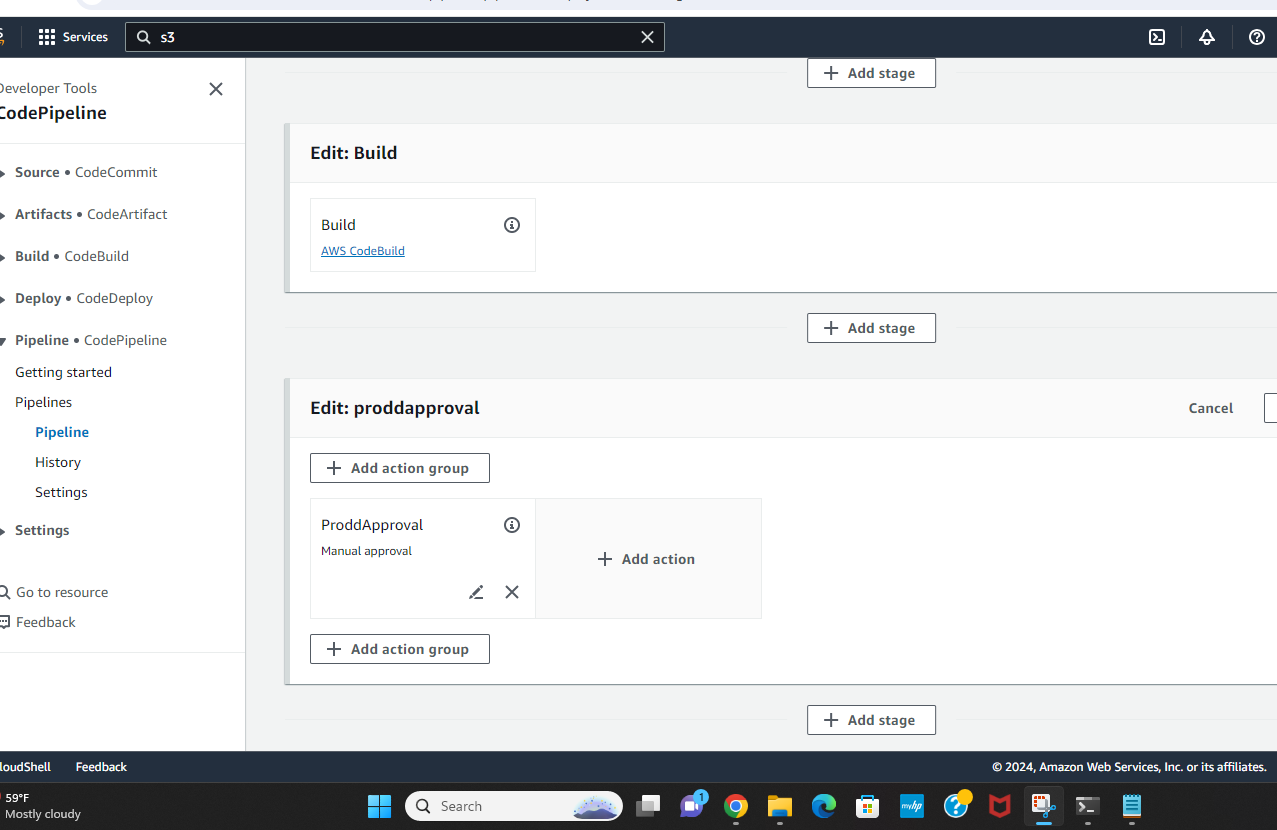 Services
s3
Add stage
Developer Tools
CodePipeline
Source • CodeCommit
Artifacts • CodeArtifact
Build • CodeBuild
Deploy • CodeDeploy
Pipeline • CodePipeline
Getting started
Pipelines
Pipeline
History
Settings
Settings
Go to resource
Feedback
Edit: Build
Build
AWS CodeBuild
Add stage
Edit: proddapproval
Cancel
Add action group
ProddApproval
Manual approval
Add action
Add action group
Add stage
CloudShell
Feedback
© 2024, Amazon Web Services, Inc. or its affiliates.
59°F
Mostly cloudy
Search
1
myhp